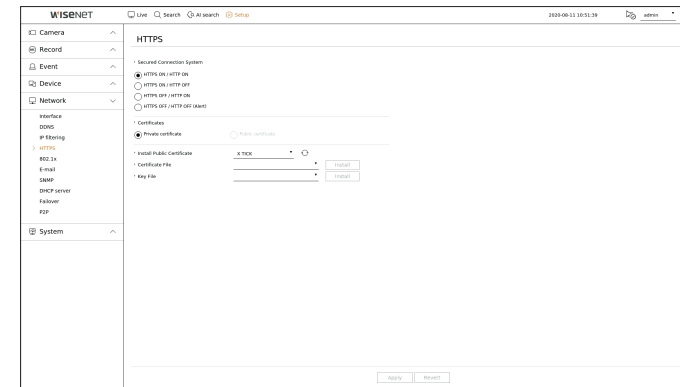 WISENET
Live Search AI search Setup 2020-08-11 10:51:39 admin
Camera
Record
Event
Device
Network
Interface
DDNS
IP filtering
HTTPS
802.1x
E-mail
SNMP
DHCP server
Failover
P2P
System
HTTPS
Secured Connection System
HTTPS ON / HTTP ON
HTTPS ON / HTTP OFF
HTTPS OFF / HTTP ON
HTTPS OFF / HTTP OFF (Alert)
Certificates
Private certificate Public certificate
Install Public Certificate X TICK
Certificate File Install
Key File Install
Apply Revert